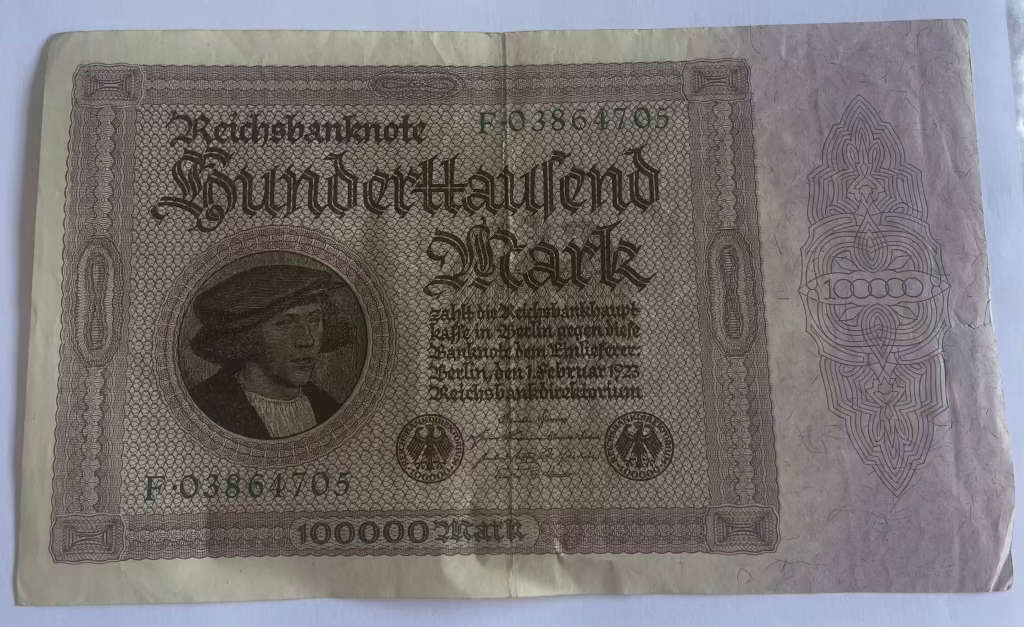 Reichsbanknote
F·03864705
Hunderttausend
Mark
zahlt die Reichsbankhaupt-
kasse in Berlin gegen diese
Banknote dem Einlieferer.
Berlin, den 1. Februar 1923
Reichsbankdirektorium
F·03864705
100000 Mark
100000